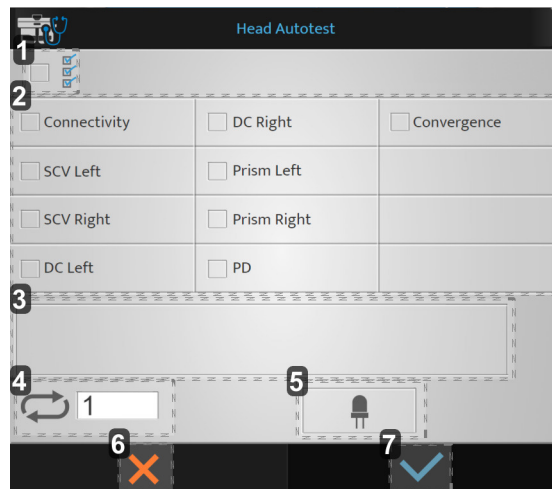 Head Autotest
1
2
Connectivity DC Right Convergence
SCV Left Prism Left
SCV Right Prism Right
DC Left PD
3
4 5
1
6 7